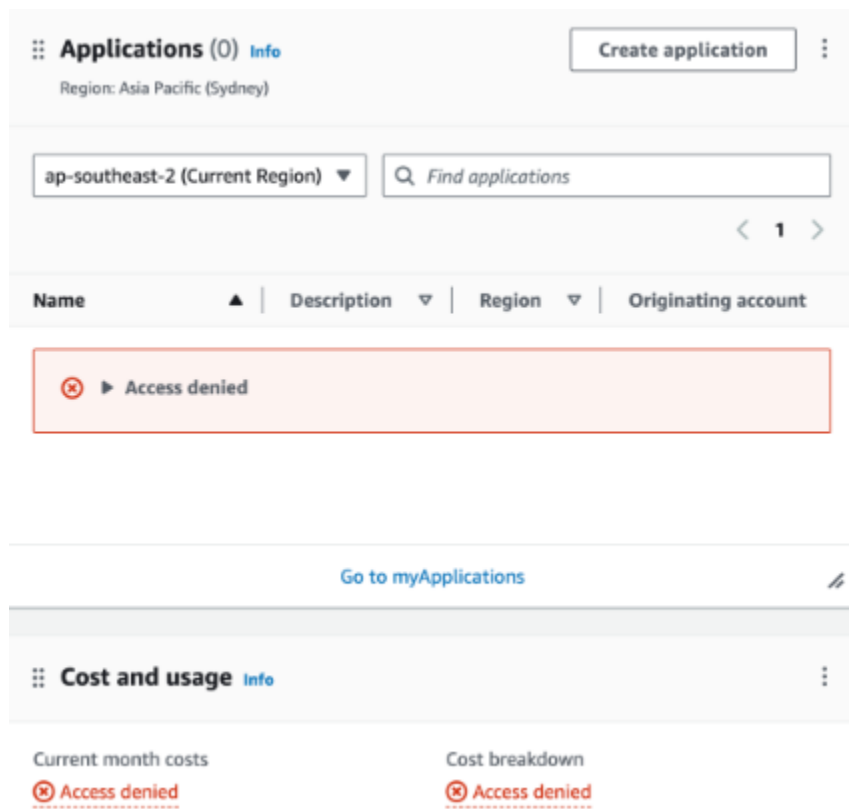 Applications (0) Info
Create application
Region: Asia Pacific (Sydney)
ap-southeast-2 (Current Region)
Find applications
1
Name Description Region Originating account
Access denied
Go to myApplications
Cost and usage Info
Current month costs Cost breakdown
Access denied Access denied